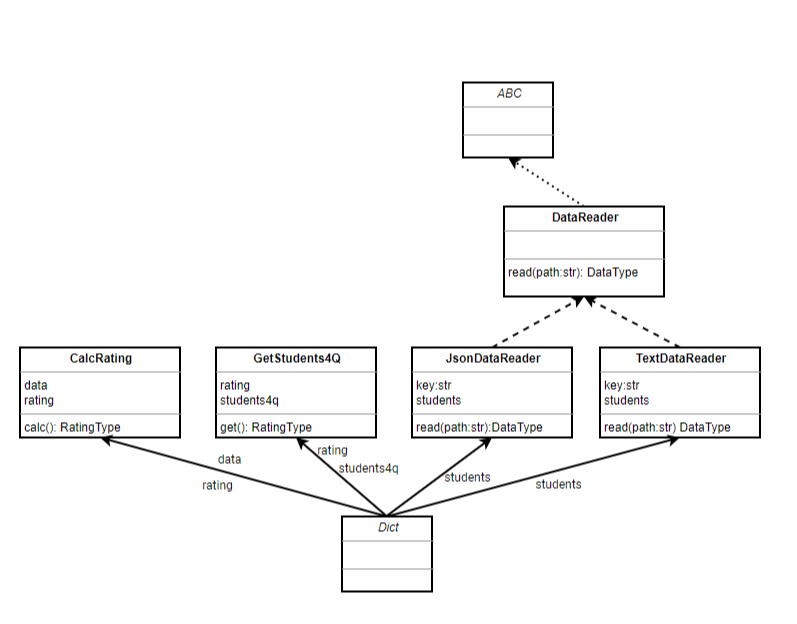 ABC
DataReader
read(path:str): DataType
CalcRating
data
rating
calc(): RatingType
GetStudents4Q
rating
students4q
get(): RatingType
JsonDataReader
key:str
students
read(path:str):DataType
TextDataReader
key:str
students
read(path:str) DataType
data
rating
rating
students4q
students
students
Dict